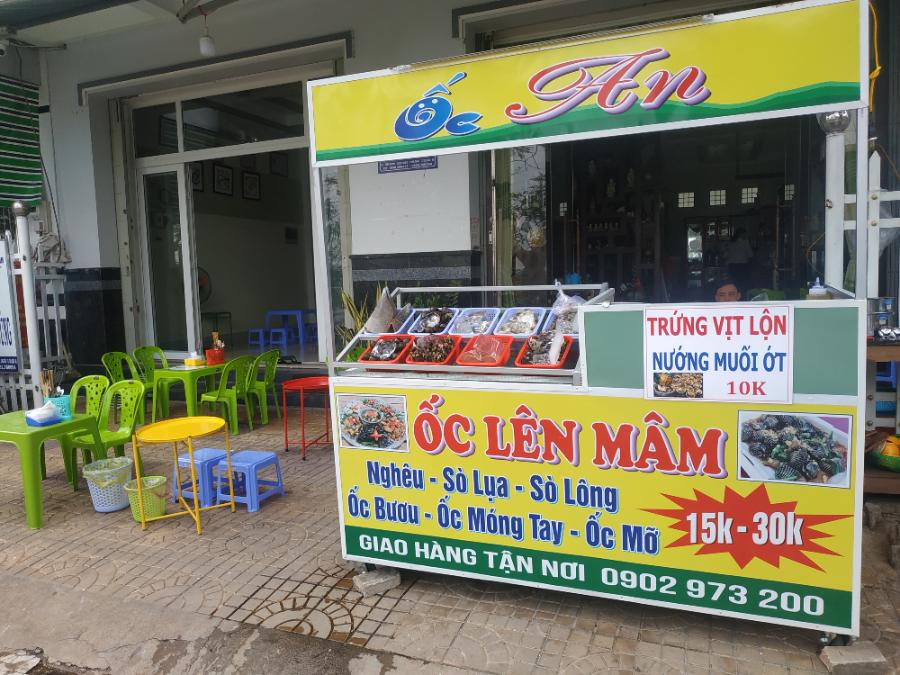 Ốc An
TRỨNG VỊT LỘN
NƯỚNG MUỐI ỚT
10K
ỐC LÊN MÂM
Nghêu - Sò Lụa - Sò Lông
Ốc Bươu - Ốc Móng Tay - Ốc Mỡ
15k - 30k
GIAO HÀNG TẬN NƠI 0902 973 200